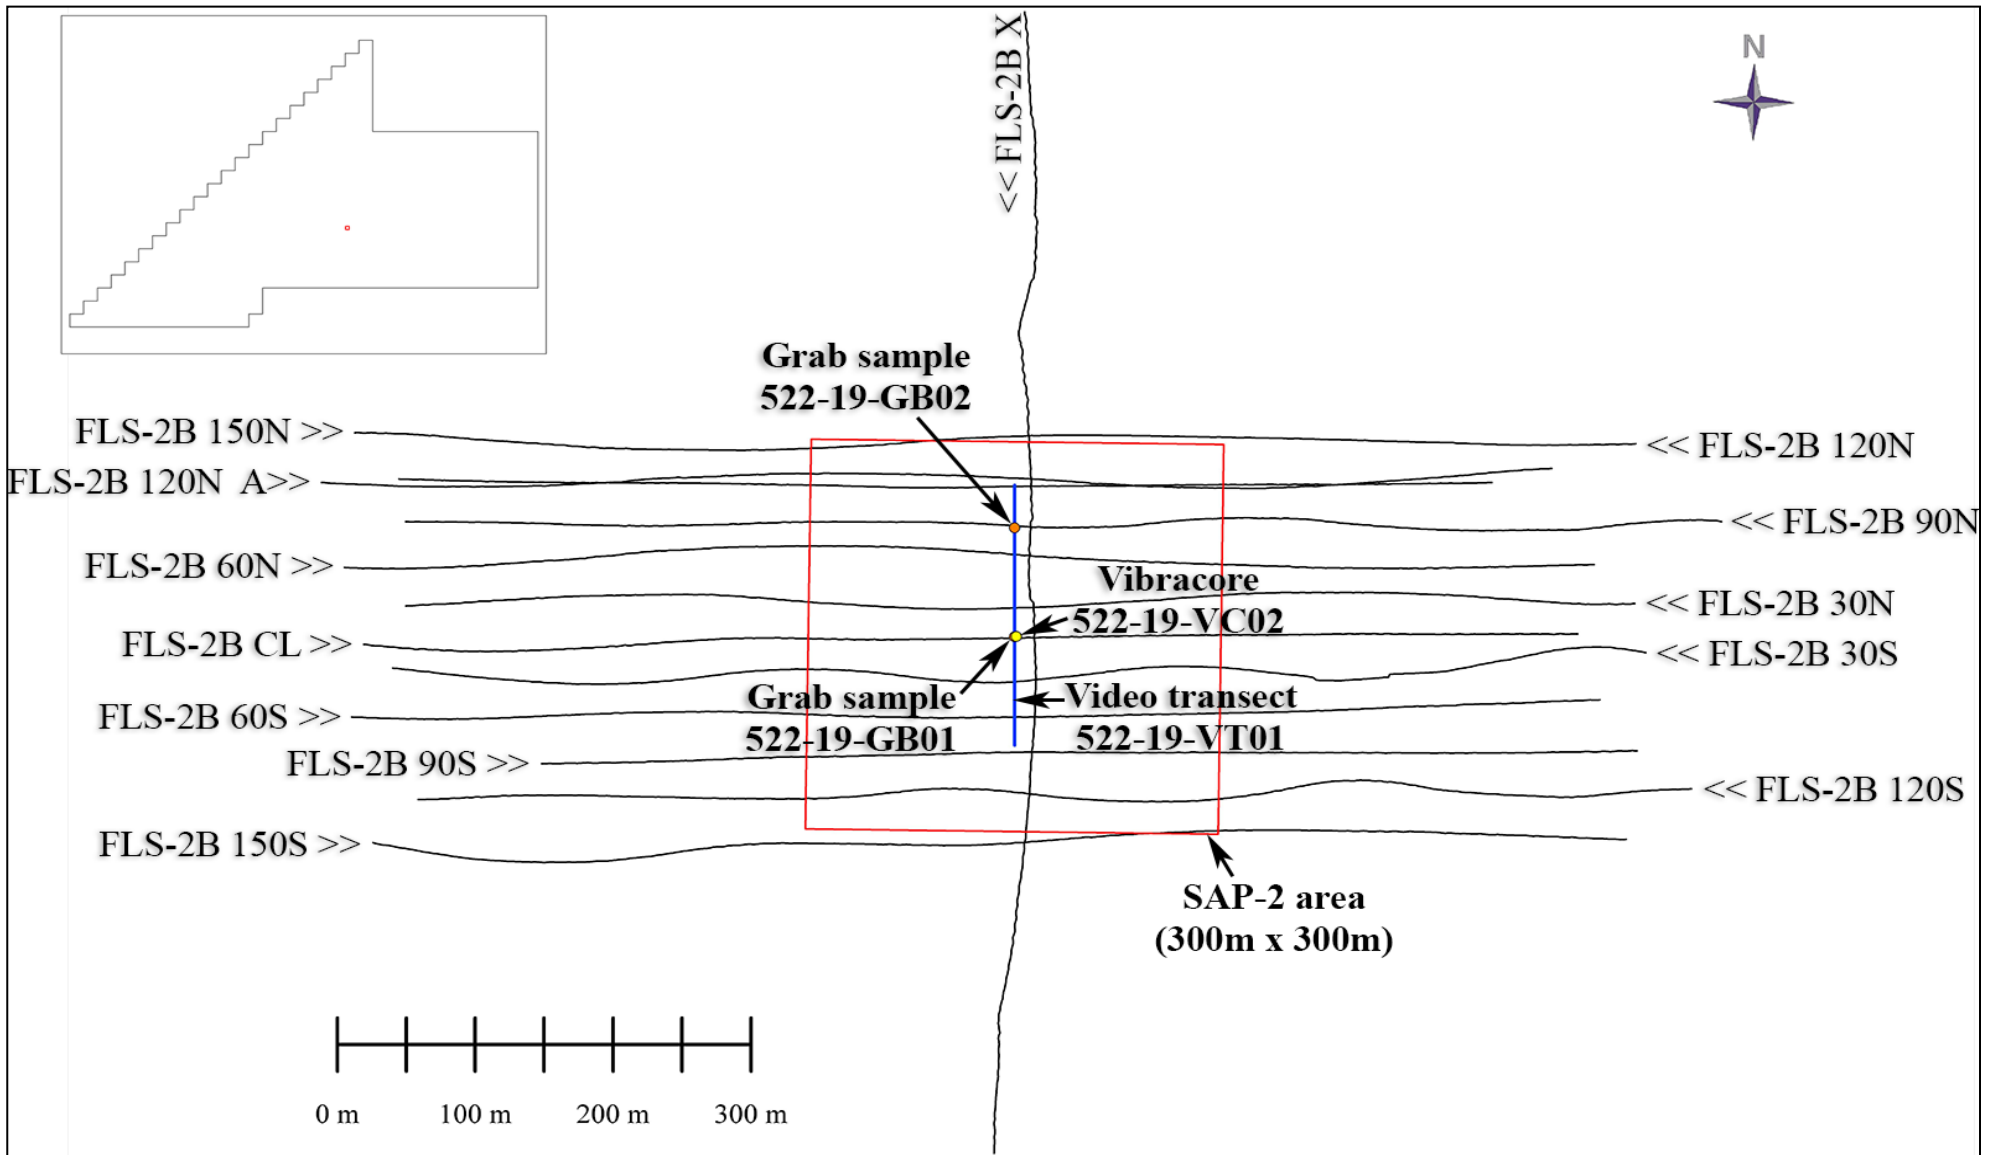 << FLS-2B X
N
Grab sample
522-19-GB02
FLS-2B 150N >>
<< FLS-2B 120N
FLS-2B 120N  A>>
<< FLS-2B 90N
FLS-2B 60N >>
Vibracore
522-19-VC02
<< FLS-2B 30N
FLS-2B CL >>
<< FLS-2B 30S
Grab sample
522-19-GB01
Video transect
522-19-VT01
FLS-2B 60S >>
FLS-2B 90S >>
<< FLS-2B 120S
FLS-2B 150S >>
SAP-2 area
(300m x 300m)
0 m
100 m
200 m
300 m